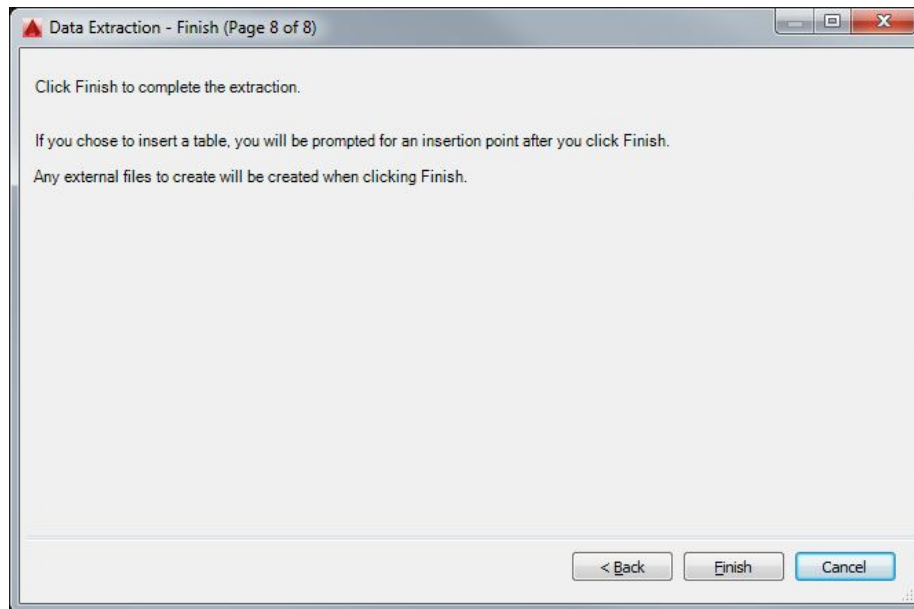 Data Extraction - Finish (Page 8 of 8)
Click Finish to complete the extraction.
If you chose to insert a table, you will be prompted for an insertion point after you click Finish.
Any external files to create will be created when clicking Finish.
< Back Finish Cancel